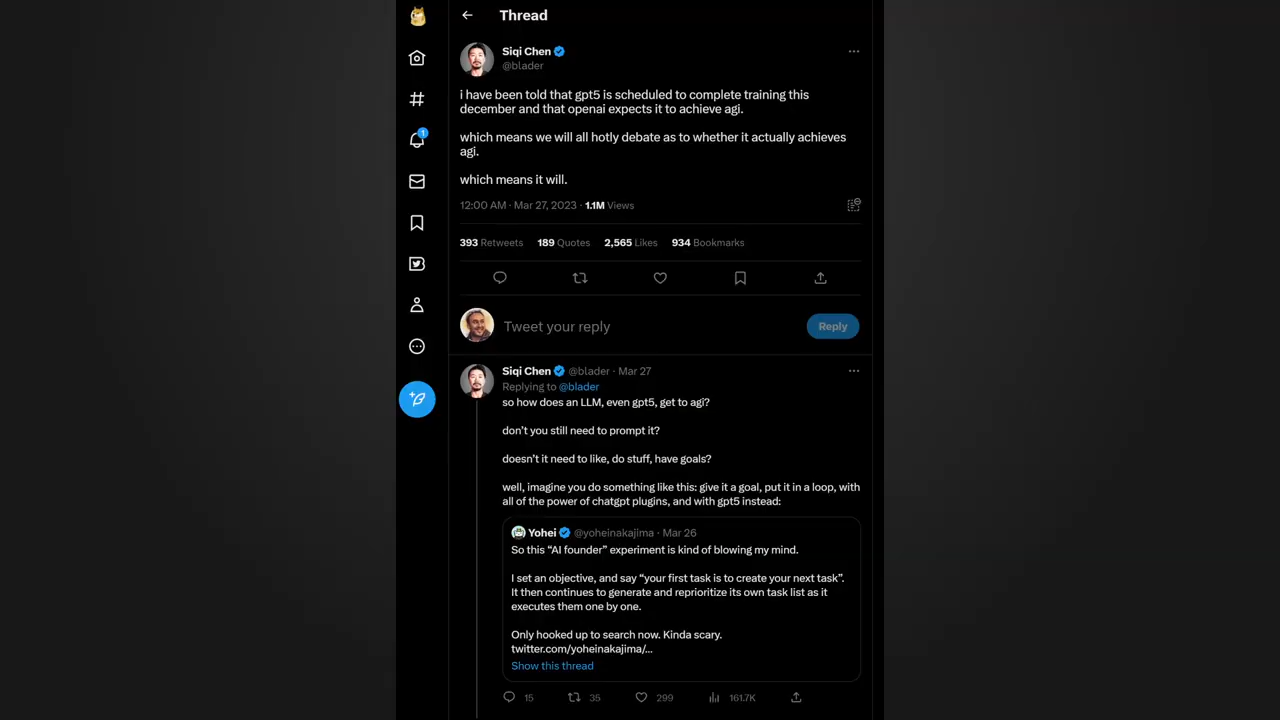 Thread
Siqi Chen
@blader
i have been told that gpt5 is scheduled to complete training this
december and that openai expects it to achieve agi.
which means we will all hotly debate as to whether it actually achieves
agi.
which means it will.
12:00 AM · Mar 27, 2023 · 1.1M Views
393 Retweets 189 Quotes 2,565 Likes 934 Bookmarks
Tweet your reply
Reply
Siqi Chen @blader · Mar 27
Replying to @blader
so how does an LLM, even gpt5, get to agi?
don’t you still need to prompt it?
doesn’t it need to like, do stuff, have goals?
well, imagine you do something like this: give it a goal, put it in a loop, with
all of the power of chatgpt plugins, and with gpt5 instead:
Yohei @yoheinakajima · Mar 26
So this “AI founder” experiment is kind of blowing my mind.
I set an objective, and say “your first task is to create your next task”.
It then continues to generate and reprioritize its own task list as it
executes them one by one.
Only hooked up to search now. Kinda scary.
twitter.com/yoheinakajima/...
Show this thread
15 35 299 161.7K
1